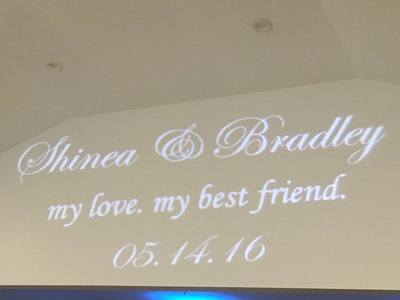 Shinea & Bradley
my love. my best friend.
05.14.16